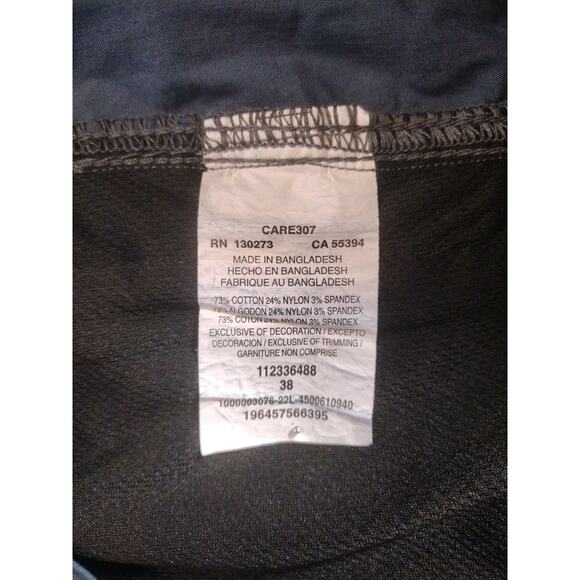 CARE307
RN 130273 CA 55394
MADE IN BANGLADESH
HECHO EN BANGLADESH
FABRIQUE AU BANGLADESH
73% COTTON 24% NYLON 3% SPANDEX
73% ALGODON 24% NYLON 3% SPANDEX
73% COTON 24% NYLON 3% SPANDEX
EXCLUSIVE OF DECORATION / EXCEPTO
DECORACION / EXCLUSIVE OF TRIMMING /
GARNITURE NON COMPRISE
112336488
38
1000003076-22L-4500610940
196457566395